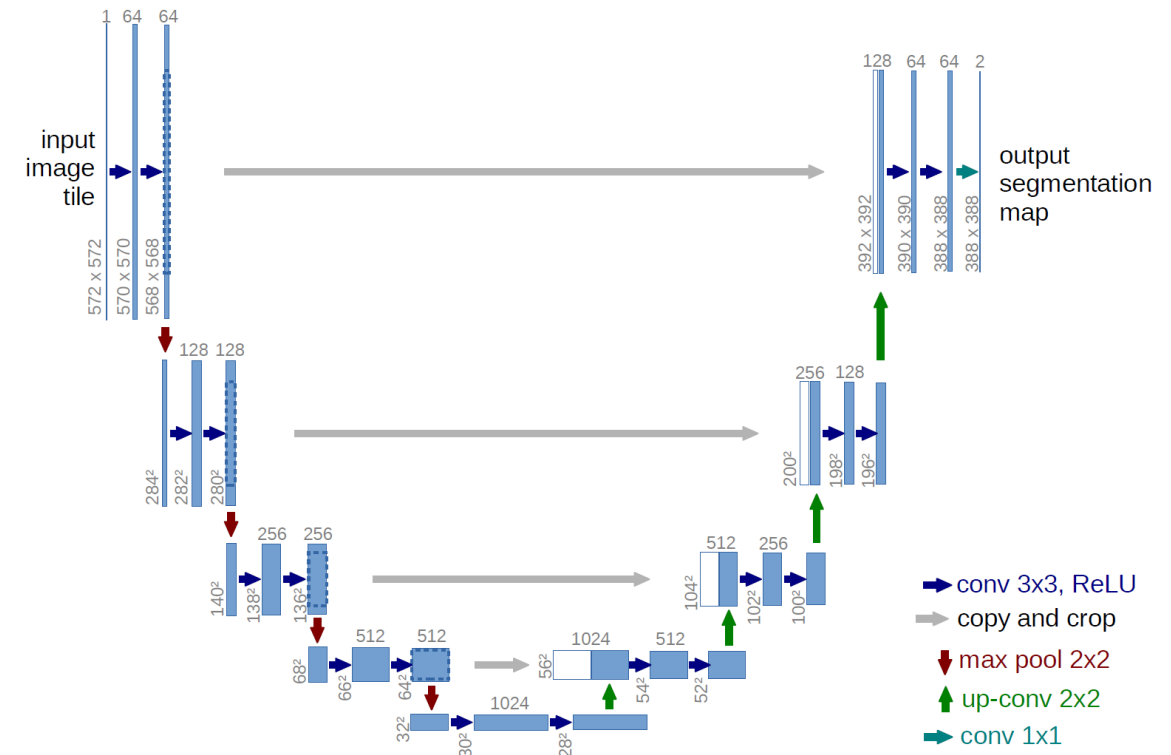 1 64 64
128 64 64 2
input
image
tile
output
segmentation
map
572 x 572
570 x 570
568 x 568
392 x 392
390 x 390
388 x 388
388 x 388
128 128
256 128
284²
282²
280²
200²
198²
196²
256 256
512 256
140²
138²
136²
104²
102²
100²
512 512
1024 512
68²
66²
64²
56²
54²
52²
1024
32²
30²
28²
conv 3x3, ReLU
copy and crop
max pool 2x2
up-conv 2x2
conv 1x1